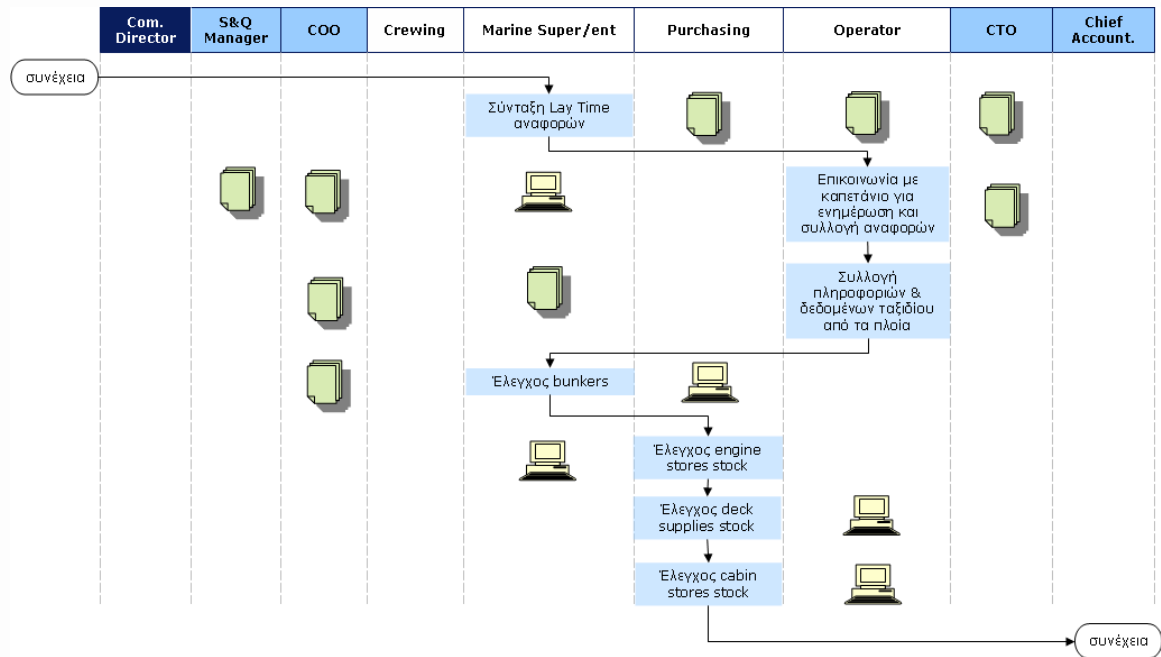 Com.
Director
S&Q
Manager
COO
Crewing
Marine Super/ent
Purchasing
Operator
CTO
Chief
Account.
συνέχεια
Σύνταξη Lay Time
αναφορών
Επικοινωνία με
καπετάνιο για
ενημέρωση και
συλλογή αναφορών
Συλλογή
πληροφοριών &
δεδομένων ταξιδίου
από τα πλοία
Έλεγχος bunkers
Έλεγχος engine
stores stock
Έλεγχος deck
supplies stock
Έλεγχος cabin
stores stock
συνέχεια